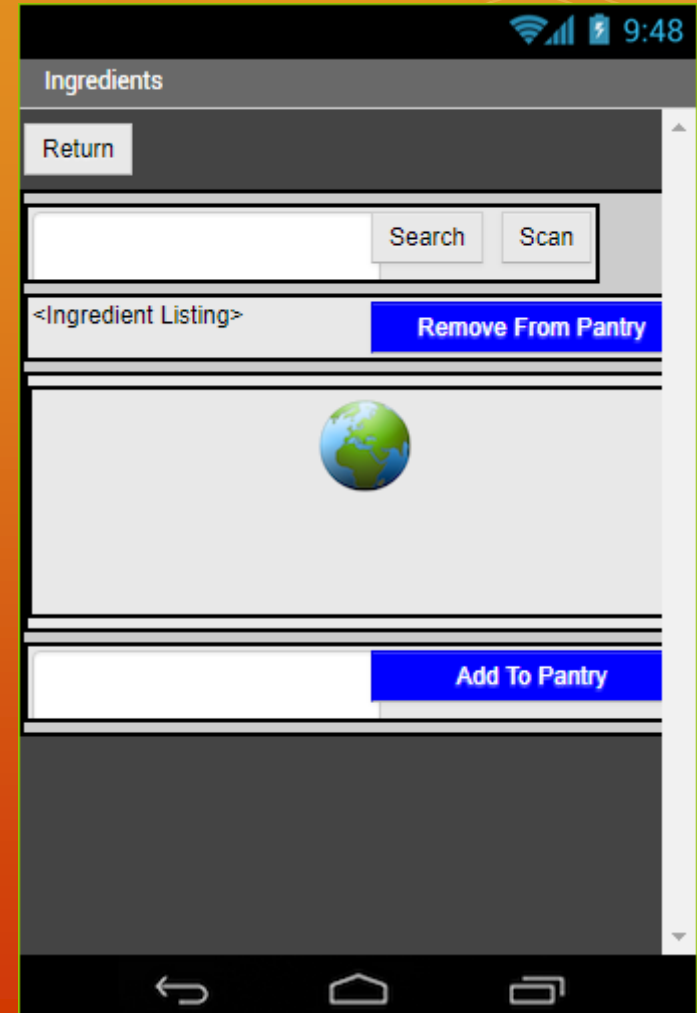 9:48
Ingredients
Return
Search Scan
<Ingredient Listing> Remove From Pantry
Add To Pantry